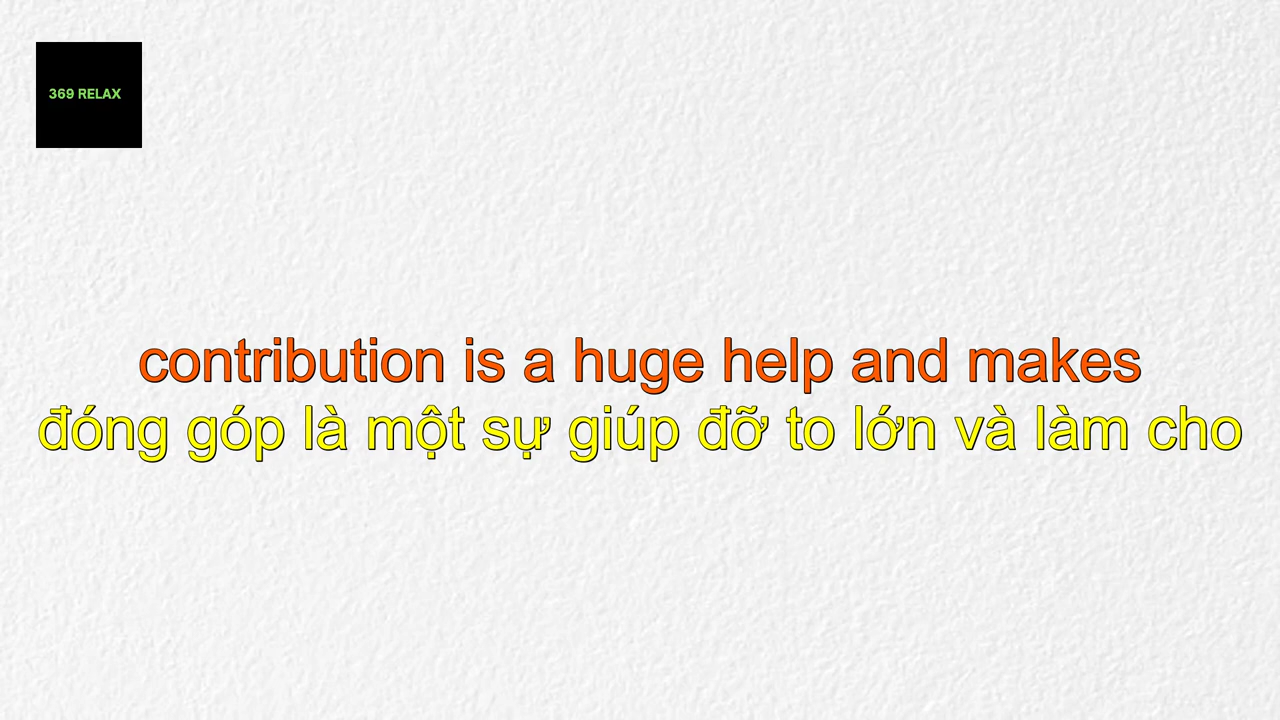 369 RELAX
contribution is a huge help and makes
đóng góp là một sự giúp đỡ to lớn và làm cho